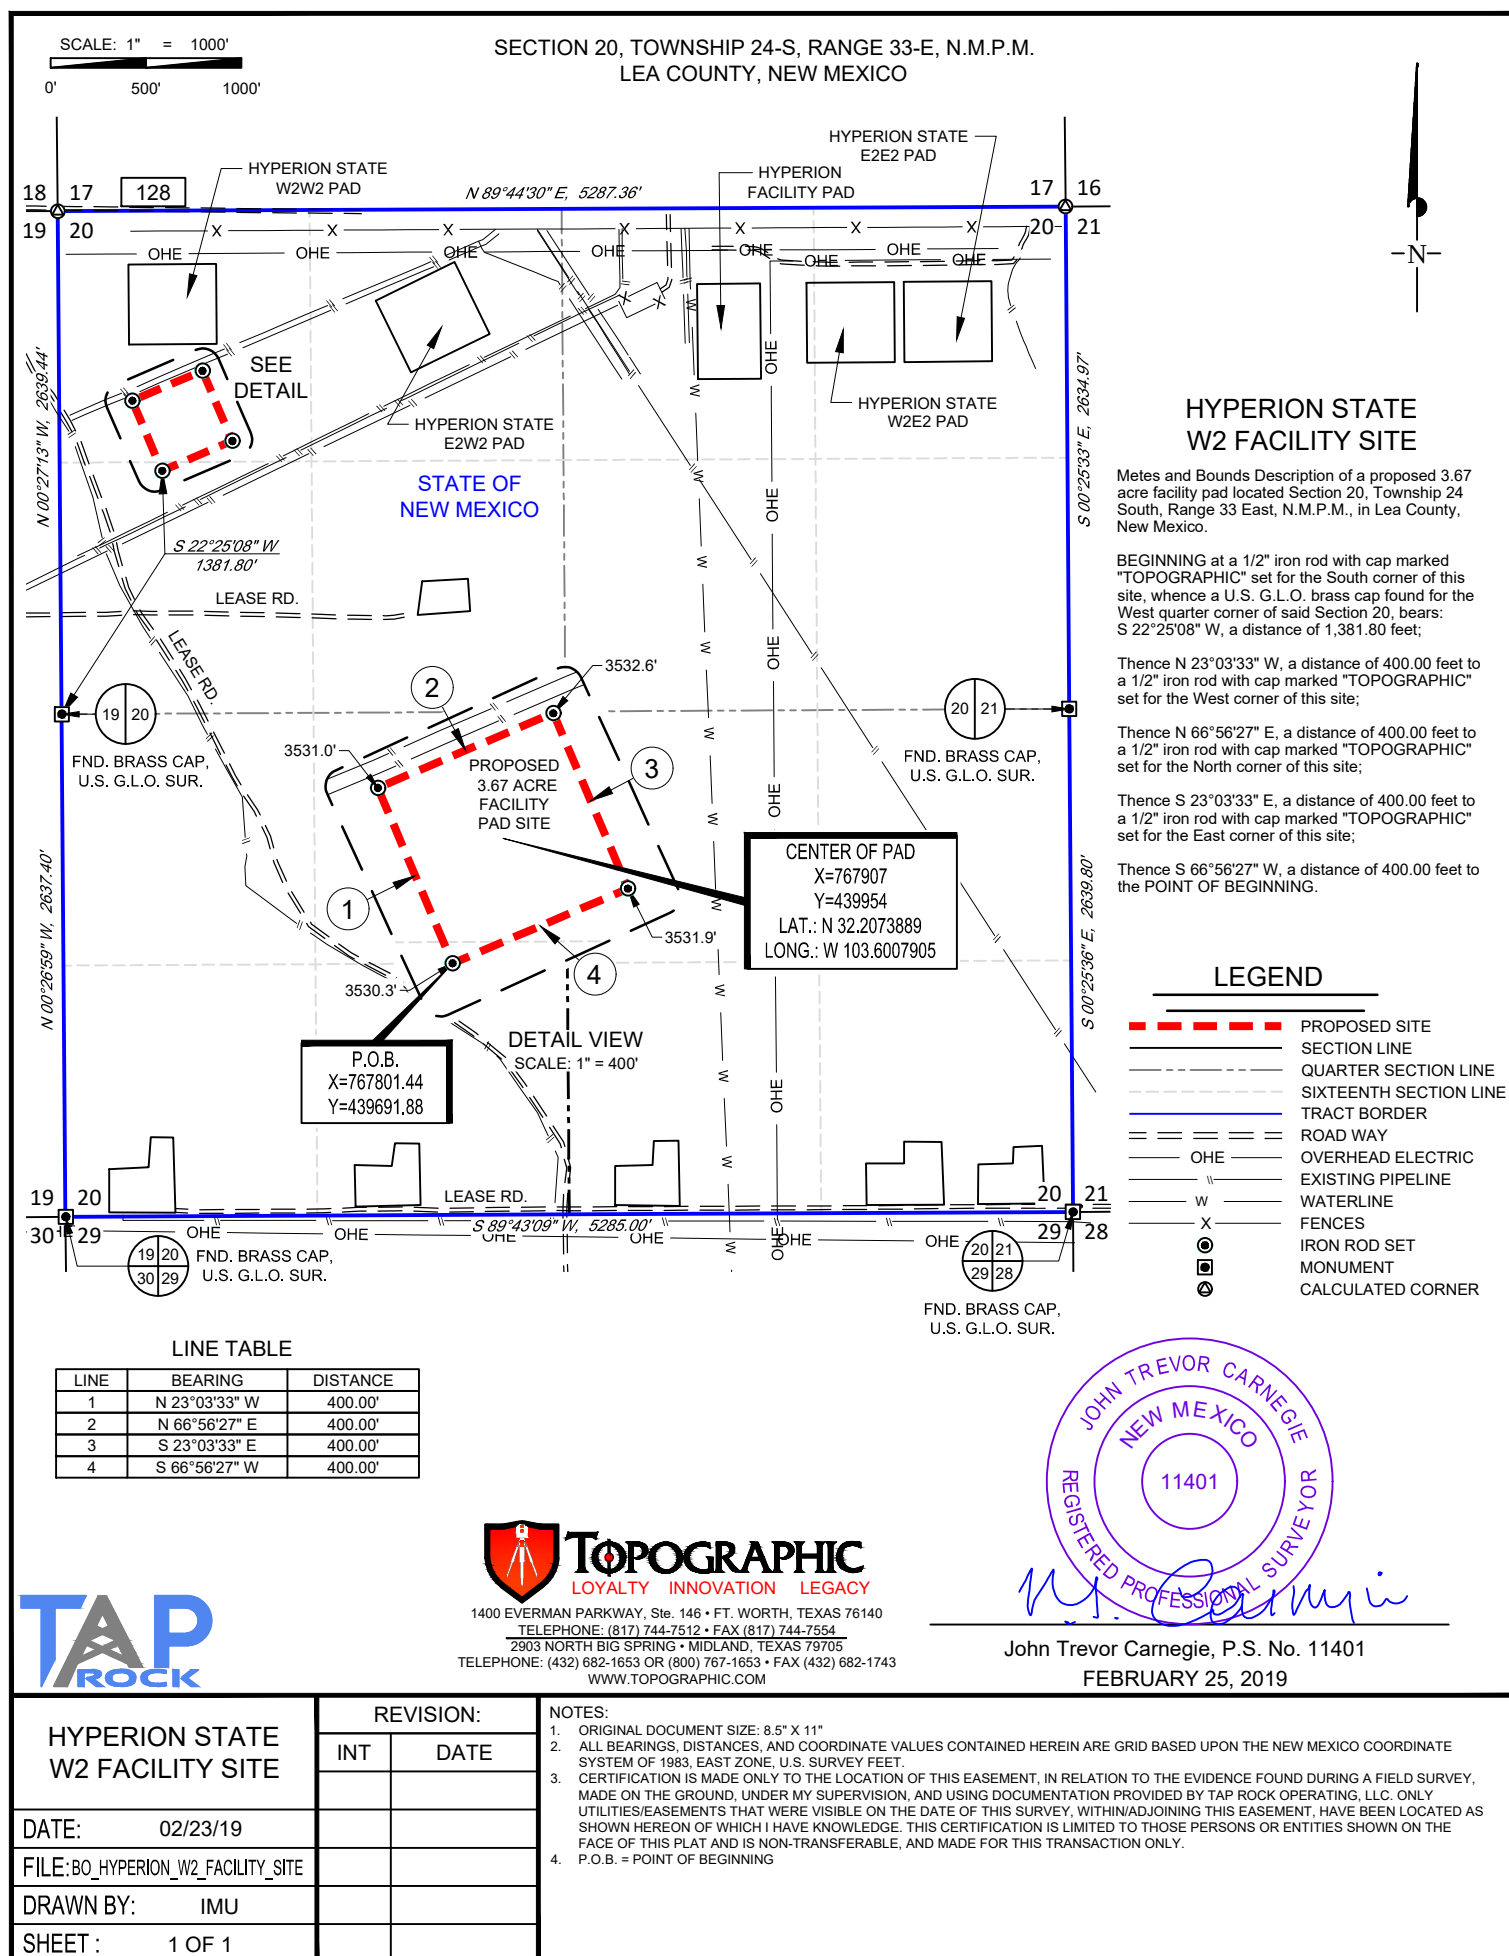 SCALE: 1" = 1000'
0' 500' 1000'
SECTION 20, TOWNSHIP 24-S, RANGE 33-E, N.M.P.M.
LEA COUNTY, NEW MEXICO
-N-
HYPERION STATE
W2W2 PAD
N 89°44'30" E, 5287.36'
HYPERION
FACILITY PAD
HYPERION STATE
E2E2 PAD
18 17
19 20
128
17 16
20 21
X X X X X X X
OHE OHE OHE OHE OHE OHE
OHE OHE
X X
W
SEE
DETAIL
HYPERION STATE
E2W2 PAD
HYPERION STATE
W2E2 PAD
OHE
N 00°27'13" W, 2639.44'
S 00°25'33" E, 2634.97'
STATE OF
NEW MEXICO
S 22°25'08" W
1381.80'
LEASE RD.
LEASE RD.
OHE
W
W
W
OHE
19 20
FND. BRASS CAP,
U.S. G.L.O. SUR.
20 21
FND. BRASS CAP,
U.S. G.L.O. SUR.
2
3532.6'
3531.0'
3
PROPOSED
3.67 ACRE
FACILITY
PAD SITE
OHE
W
1
CENTER OF PAD
X=767907
Y=439954
LAT.: N 32.2073889
LONG.: W 103.6007905
3531.9'
4
3530.3'
N 00°26'59" W, 2637.40'
S 00°25'36" E, 2639.80'
P.O.B.
X=767801.44
Y=439691.88
DETAIL VIEW
SCALE: 1" = 400'
W
OHE
LEASE RD.
S 89°43'09" W, 5285.00'
19 20
30 29
20 21
29 28
OHE OHE OHE OHE OHE OHE
OHE
19 20
30 29
FND. BRASS CAP,
U.S. G.L.O. SUR.
20 21
29 28
FND. BRASS CAP,
U.S. G.L.O. SUR.
HYPERION STATE
W2 FACILITY SITE
Metes and Bounds Description of a proposed 3.67
acre facility pad located Section 20, Township 24
South, Range 33 East, N.M.P.M., in Lea County,
New Mexico.
BEGINNING at a 1/2" iron rod with cap marked
"TOPOGRAPHIC" set for the South corner of this
site, whence a U.S. G.L.O. brass cap found for the
West quarter corner of said Section 20, bears:
S 22°25'08" W, a distance of 1,381.80 feet;
Thence N 23°03'33" W, a distance of 400.00 feet to
a 1/2" iron rod with cap marked "TOPOGRAPHIC"
set for the West corner of this site;
Thence N 66°56'27" E, a distance of 400.00 feet to
a 1/2" iron rod with cap marked "TOPOGRAPHIC"
set for the North corner of this site;
Thence S 23°03'33" E, a distance of 400.00 feet to
a 1/2" iron rod with cap marked "TOPOGRAPHIC"
set for the East corner of this site;
Thence S 66°56'27" W, a distance of 400.00 feet to
the POINT OF BEGINNING.
LEGEND
PROPOSED SITE
SECTION LINE
QUARTER SECTION LINE
SIXTEENTH SECTION LINE
TRACT BORDER
ROAD WAY
OHE OVERHEAD ELECTRIC
\\ EXISTING PIPELINE
W WATERLINE
X FENCES
IRON ROD SET
MONUMENT
CALCULATED CORNER
LINE TABLE
LINE BEARING DISTANCE
1 N 23°03'33" W 400.00'
2 N 66°56'27" E 400.00'
3 S 23°03'33" E 400.00'
4 S 66°56'27" W 400.00'
JOHN TREVOR CARNEGIE
NEW MEXICO
11401
REGISTERED PROFESSIONAL SURVEYOR
John Trevor Carnegie, P.S. No. 11401
FEBRUARY 25, 2019
TAP
ROCK
TOPOGRAPHIC
LOYALTY INNOVATION LEGACY
1400 EVERMAN PARKWAY, Ste. 146 • FT. WORTH, TEXAS 76140
TELEPHONE: (817) 744-7512 • FAX (817) 744-7554
2903 NORTH BIG SPRING • MIDLAND, TEXAS 79705
TELEPHONE: (432) 682-1653 OR (800) 767-1653 • FAX (432) 682-1743
WWW.TOPOGRAPHIC.COM
HYPERION STATE
W2 FACILITY SITE
DATE: 02/23/19
FILE: BO_HYPERION_W2_FACILITY_SITE
DRAWN BY: IMU
SHEET : 1 OF 1
REVISION:
INT DATE
NOTES:
1. ORIGINAL DOCUMENT SIZE: 8.5" X 11"
2. ALL BEARINGS, DISTANCES, AND COORDINATE VALUES CONTAINED HEREIN ARE GRID BASED UPON THE NEW MEXICO COORDINATE
SYSTEM OF 1983, EAST ZONE, U.S. SURVEY FEET.
3. CERTIFICATION IS MADE ONLY TO THE LOCATION OF THIS EASEMENT, IN RELATION TO THE EVIDENCE FOUND DURING A FIELD SURVEY,
MADE ON THE GROUND, UNDER MY SUPERVISION, AND USING DOCUMENTATION PROVIDED BY TAP ROCK OPERATING, LLC. ONLY
UTILITIES/EASEMENTS THAT WERE VISIBLE ON THE DATE OF THIS SURVEY, WITHIN/ADJOINING THIS EASEMENT, HAVE BEEN LOCATED AS
SHOWN HEREON OF WHICH I HAVE KNOWLEDGE. THIS CERTIFICATION IS LIMITED TO THOSE PERSONS OR ENTITIES SHOWN ON THE
FACE OF THIS PLAT AND IS NON-TRANSFERABLE, AND MADE FOR THIS TRANSACTION ONLY.
4. P.O.B. = POINT OF BEGINNING